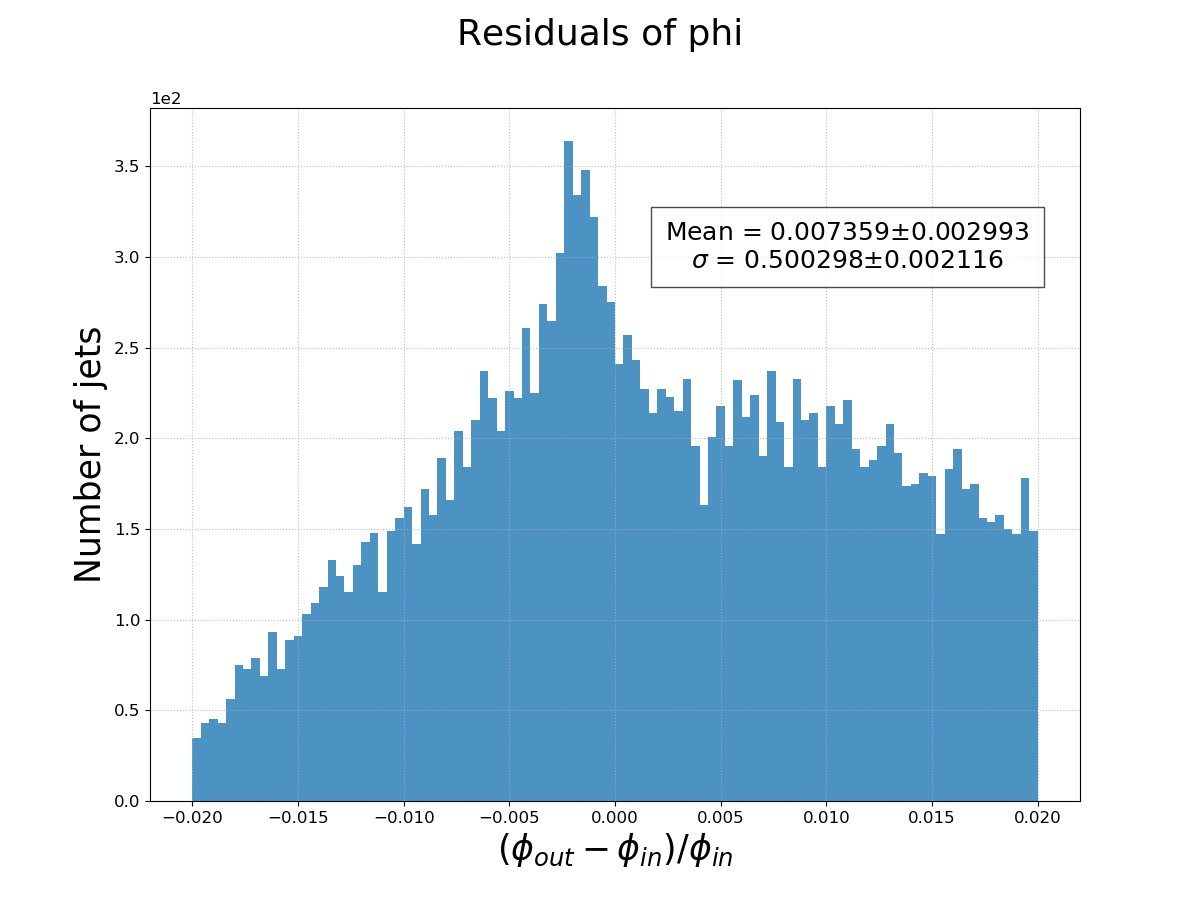 Residuals of phi
1e2
3.5
3.0
2.5
2.0
1.5
1.0
0.5
0.0
Number of jets
Mean = 0.007359±0.002993
σ = 0.500298±0.002116
−0.020 −0.015 −0.010 −0.005 0.000 0.005 0.010 0.015 0.020
(ϕout − ϕin)/ϕin